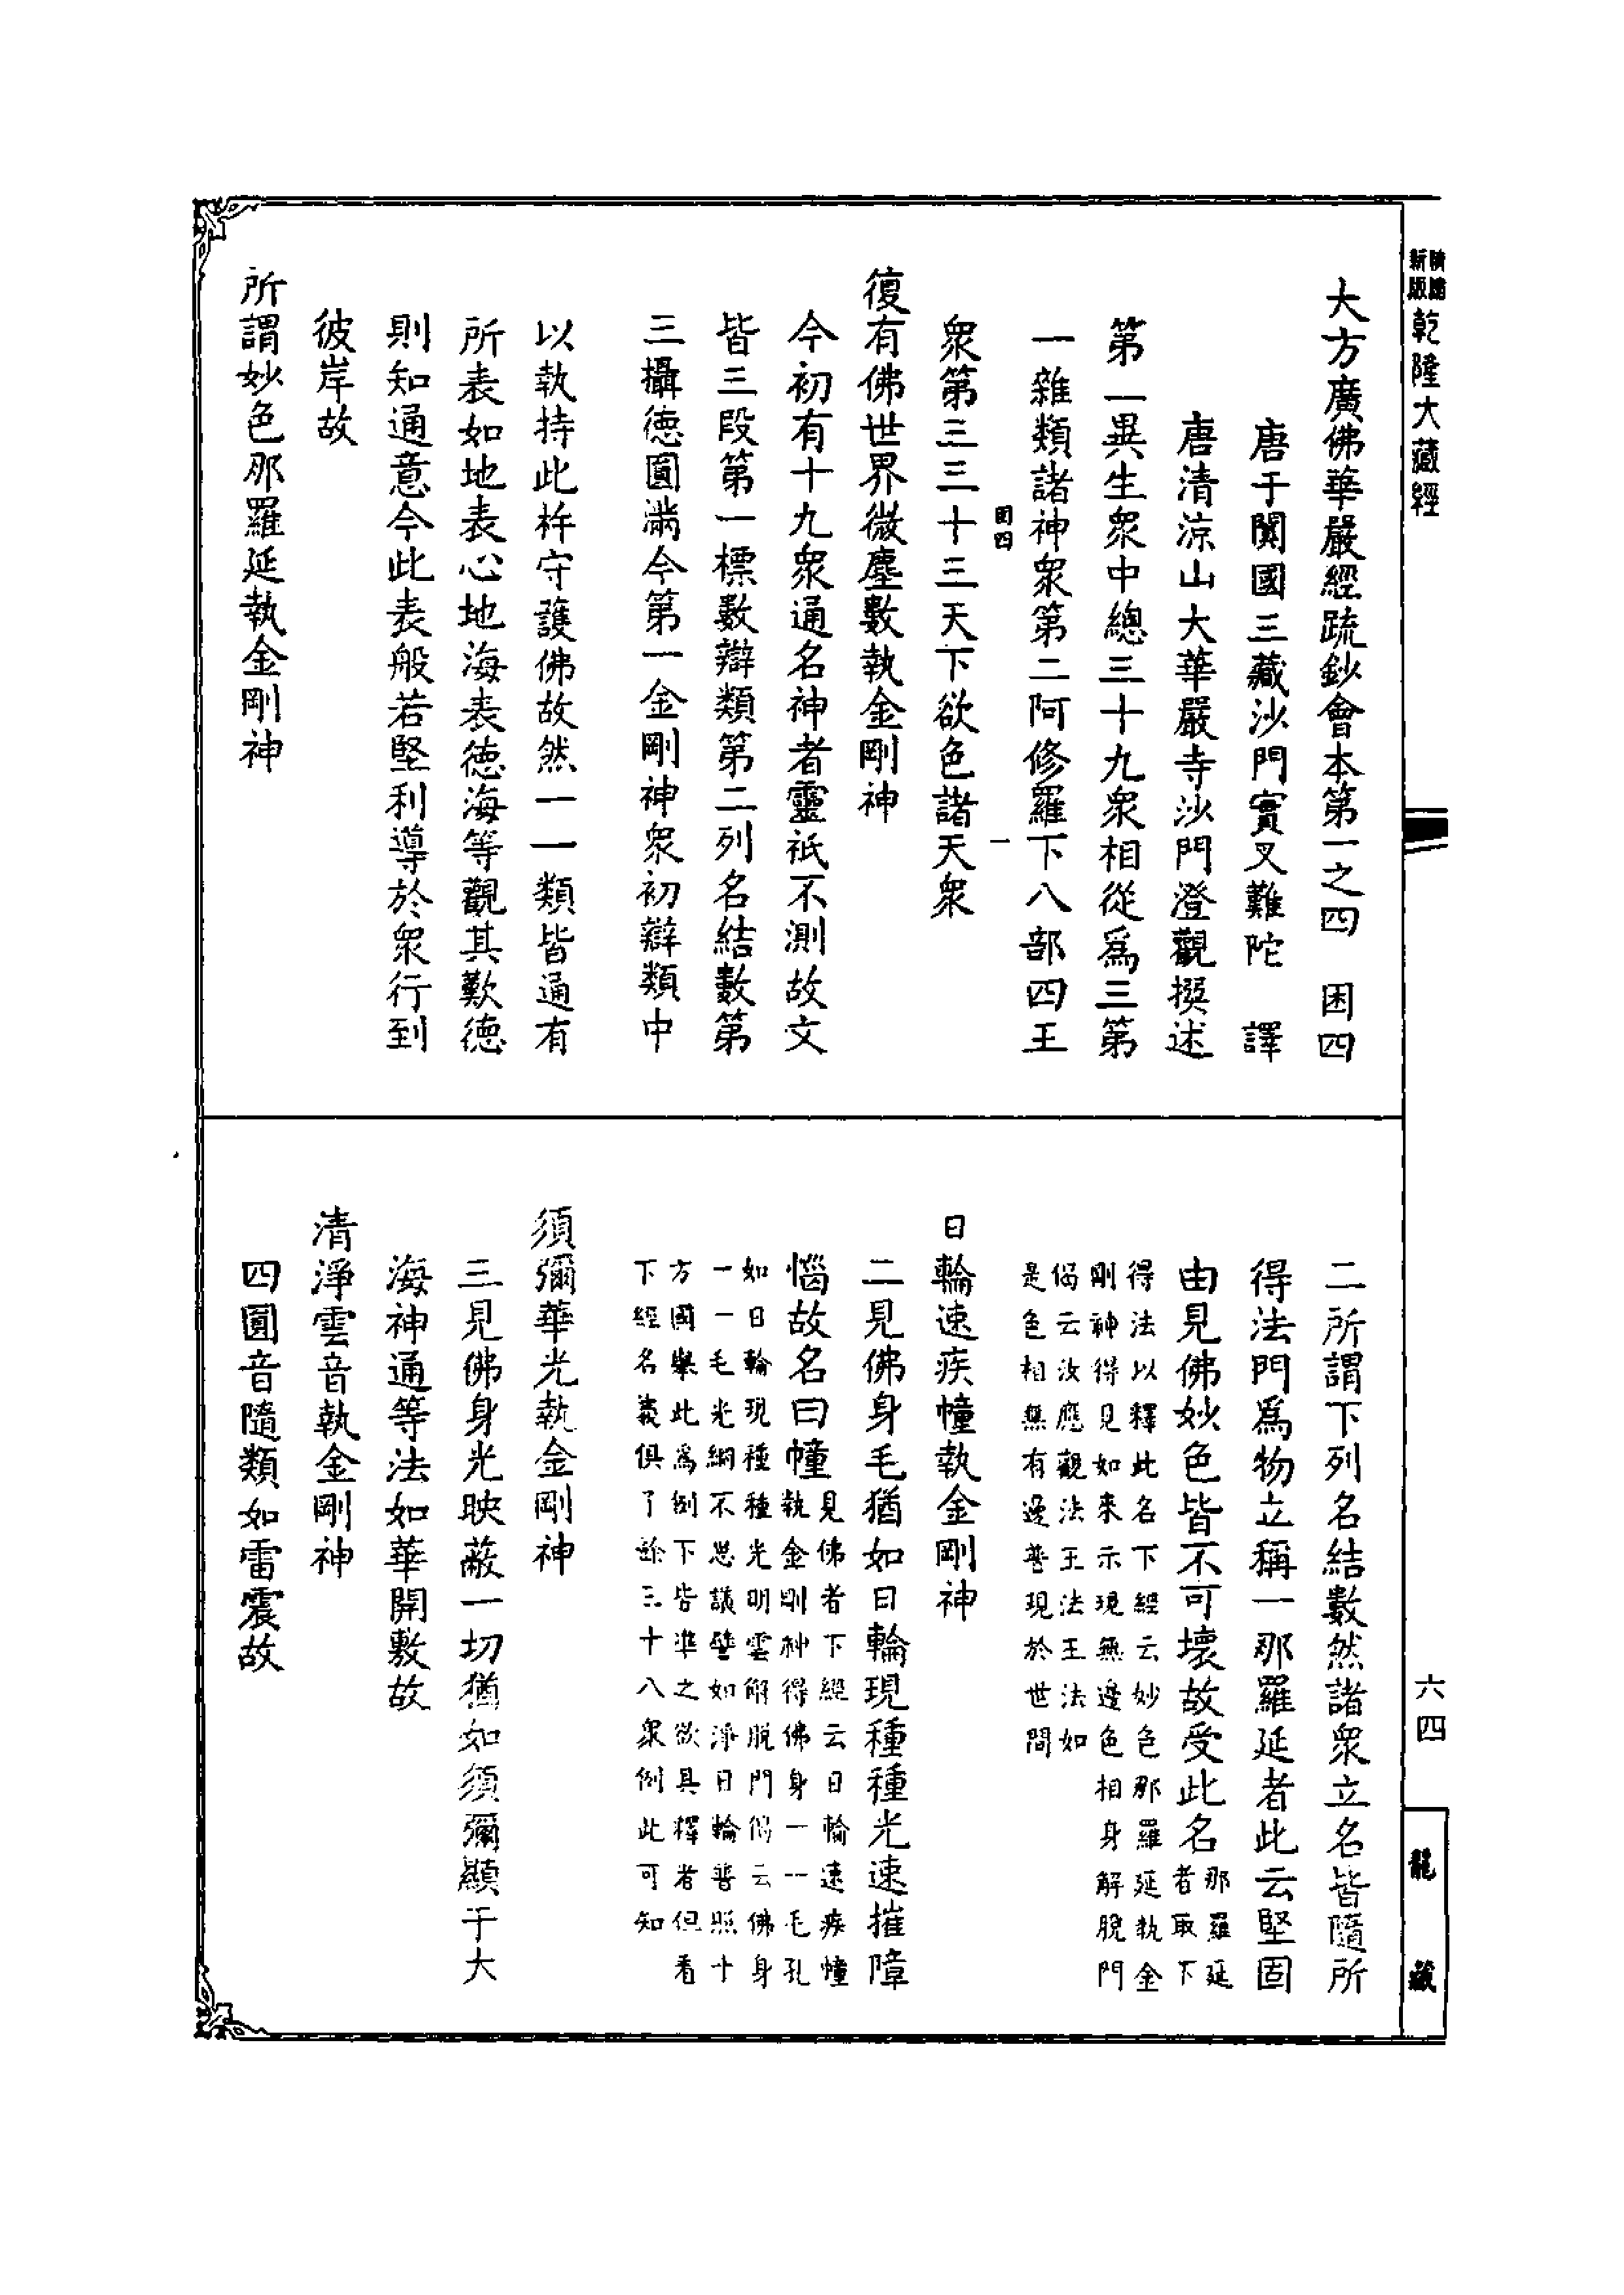 新版
乾隆大藏經
大方廣佛華嚴經疏鈔會本第一之四　困四
唐于闐國三藏沙門實叉難陀　譯
唐清涼山大華嚴寺沙門澄觀撰述
第一異生衆中總三十九衆相從爲三第
一雜類諸神衆第二阿修羅下八部四王
衆第三三十三天下欲色諸天衆
困四　一
復有佛世界微塵數執金剛神
今初有十九衆通名神者靈祇不測故文
皆三段第一標數辯類第二列名結數第
三攝德圓滿今第一金剛神衆初辯類中
以執持此杵守護佛故然一一類皆通有
所表如地表心地海表德海等觀其歎德
則知通意今此表般若堅利導於衆行到
彼岸故
所謂妙色那羅延執金剛神
二所謂下列名結數然諸衆立名皆隨所
得法門爲物立稱一那羅延者此云堅固
由見佛妙色皆不可壞故受此名那羅延
者取下
得法以釋此名下經云妙色那羅延執金
剛神得見如來示現無邊色相身解脫門
偈云汝應觀法王法王法如
是色相無有邊普現於世間
日輪速疾幢執金剛神
二見佛身毛猶如日輪現種種光速摧障
惱故名曰幢見佛者下經云日輪速疾幢
執金剛神得佛身一一毛孔
如日輪現種種光明雲解脫門偈云佛身
一一毛光網不思議譬如淨日輪普照十
方國舉此爲例下皆準之欲具釋者但看
下經名義俱了餘三十八衆例此可知
須彌華光執金剛神
三見佛身光映蔽一切猶如須彌顯于大
海神通等法如華開敷故
清淨雲音執金剛神
四圓音隨類如雷震故
六四
龍藏